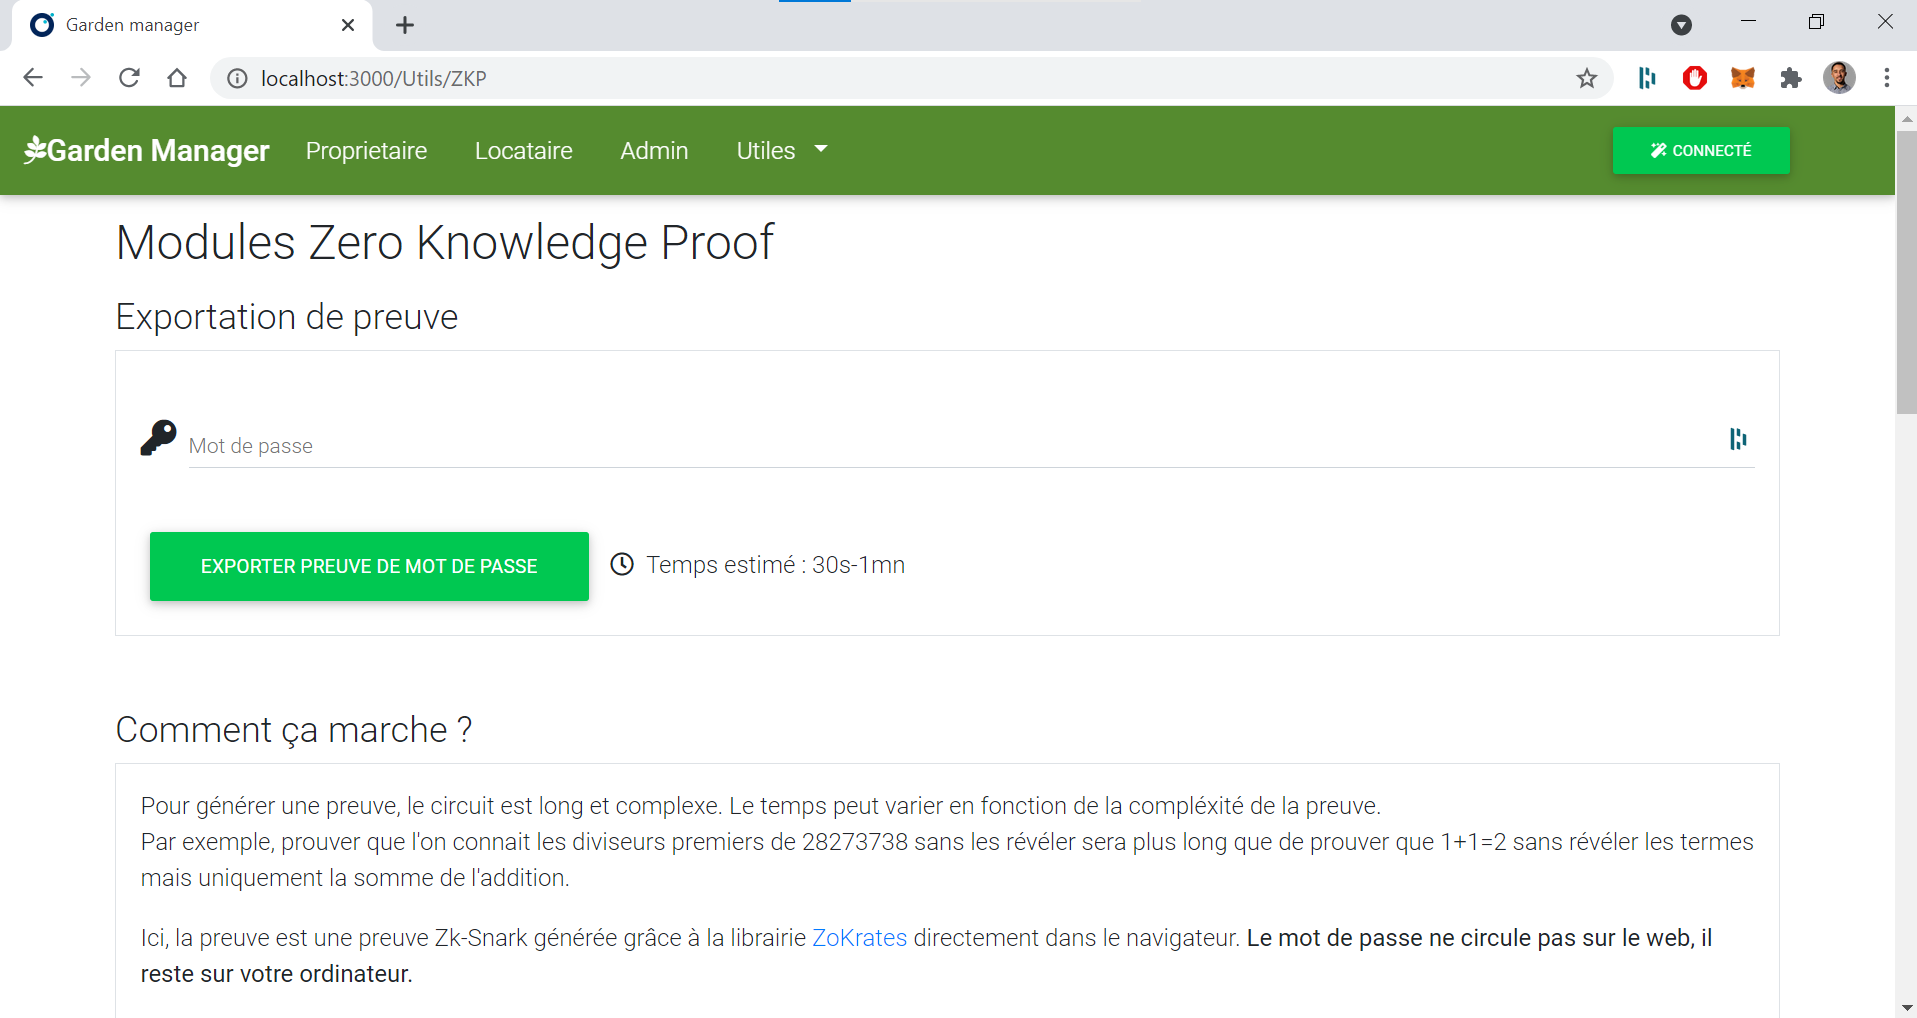 Garden manager
localhost:3000/Utils/ZKP
Garden Manager Proprietaire Locataire Admin Utiles CONNECTÉ
Modules Zero Knowledge Proof
Exportation de preuve
Mot de passe
EXPORTER PREUVE DE MOT DE PASSE Temps estimé : 30s-1mn
Comment ça marche ?
Pour générer une preuve, le circuit est long et complexe. Le temps peut varier en fonction de la compléxité de la preuve.
Par exemple, prouver que l'on connait les diviseurs premiers de 28273738 sans les révéler sera plus long que de prouver que 1+1=2 sans révéler les termes
mais uniquement la somme de l'addition.
Ici, la preuve est une preuve Zk-Snark générée grâce à la librairie ZoKrates directement dans le navigateur. Le mot de passe ne circule pas sur le web, il
reste sur votre ordinateur.